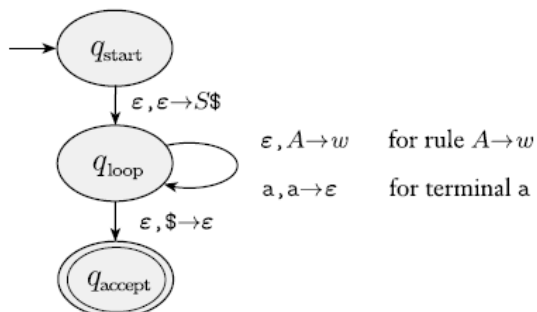 q_start
ε, ε→S$
q_loop
ε, A→w for rule A→w
a, a→ε for terminal a
ε, $→ε
q_accept